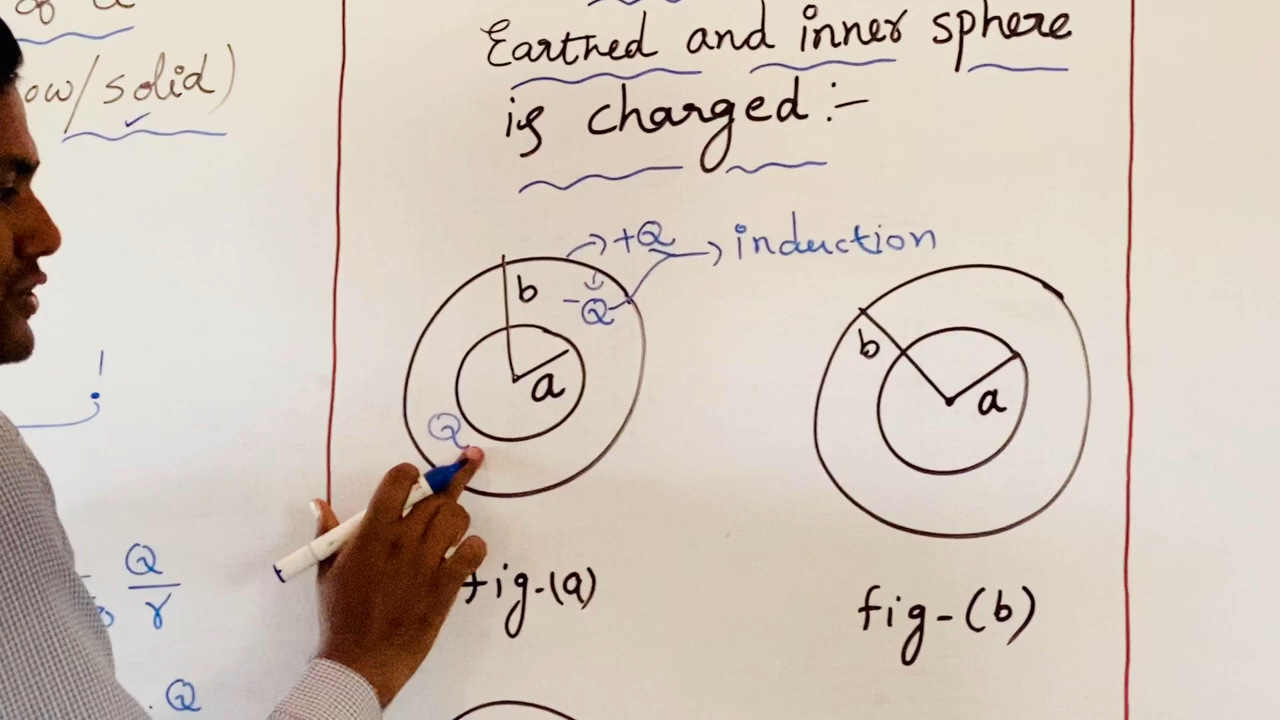 ow/solid)
Q
r
. Q
Earthed and inner sphere
is charged :-
+Q → induction
b
-Q
a
Q
fig-(a)
b
a
fig-(b)